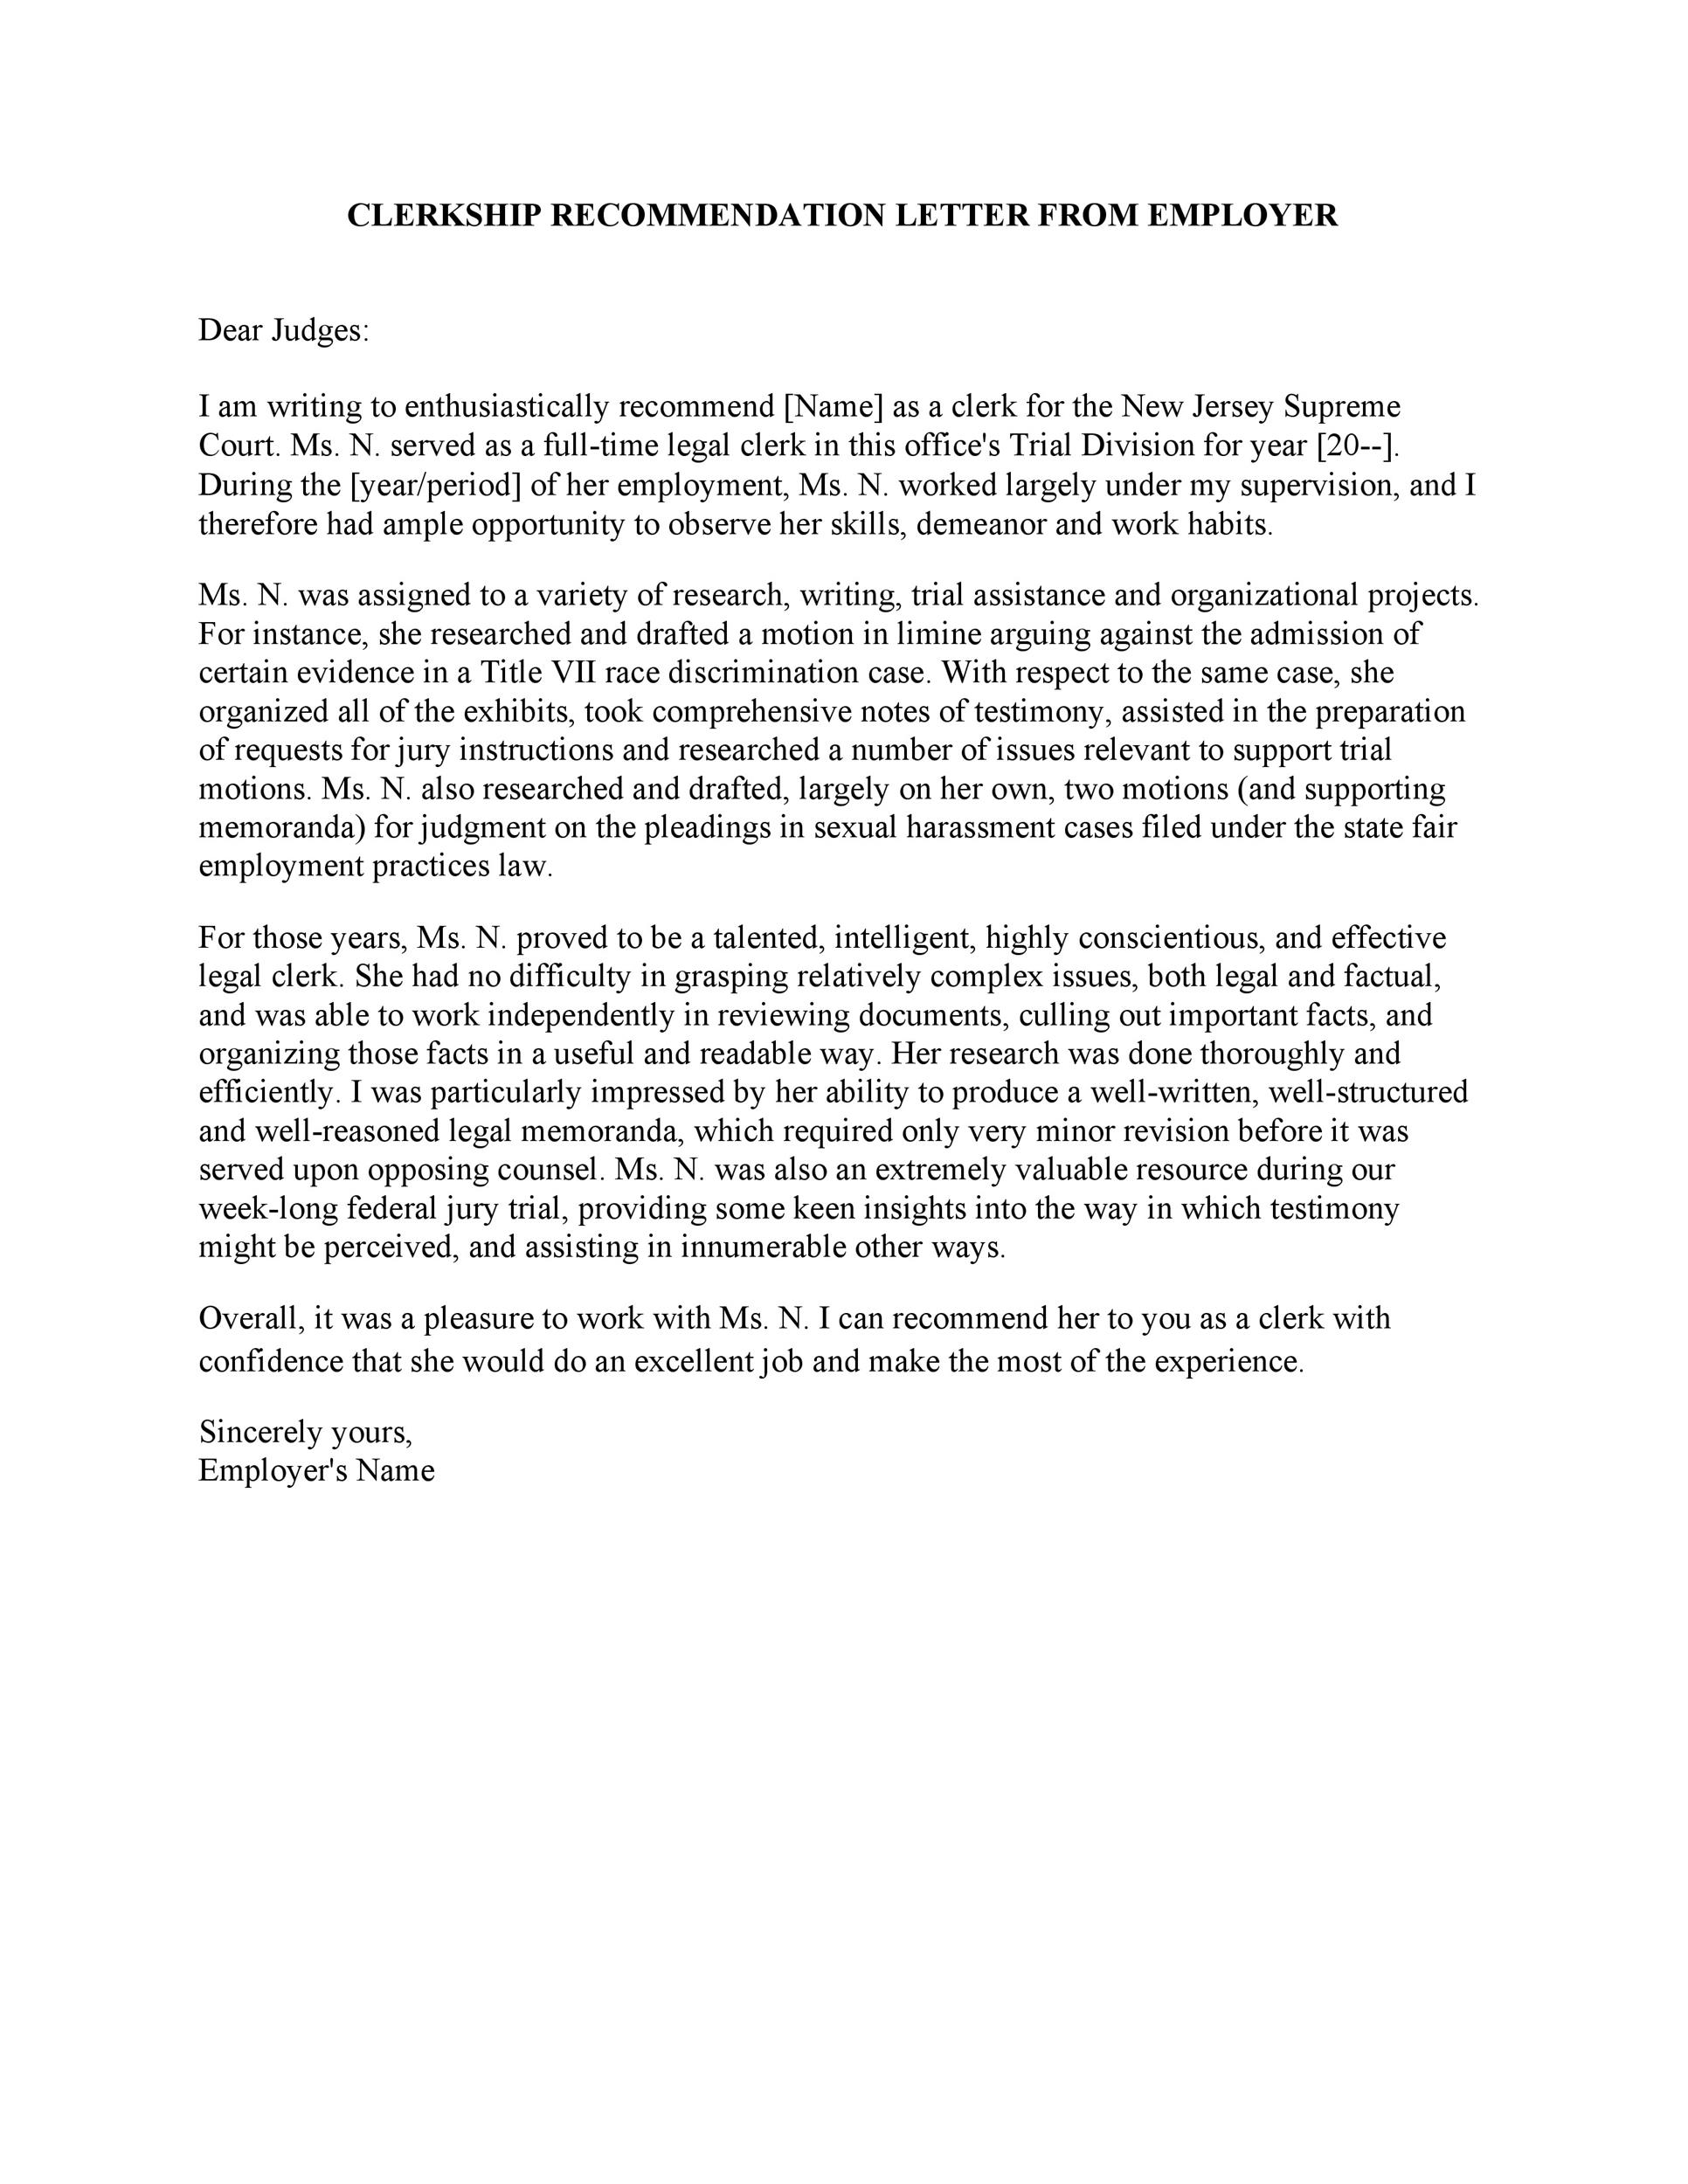 CLERKSHIP RECOMMENDATION LETTER FROM EMPLOYER
Dear Judges:
I am writing to enthusiastically recommend [Name] as a clerk for the New Jersey Supreme
Court. Ms. N. served as a full-time legal clerk in this office's Trial Division for year [20--].
During the [year/period] of her employment, Ms. N. worked largely under my supervision, and I
therefore had ample opportunity to observe her skills, demeanor and work habits.
Ms. N. was assigned to a variety of research, writing, trial assistance and organizational projects.
For instance, she researched and drafted a motion in limine arguing against the admission of
certain evidence in a Title VII race discrimination case. With respect to the same case, she
organized all of the exhibits, took comprehensive notes of testimony, assisted in the preparation
of requests for jury instructions and researched a number of issues relevant to support trial
motions. Ms. N. also researched and drafted, largely on her own, two motions (and supporting
memoranda) for judgment on the pleadings in sexual harassment cases filed under the state fair
employment practices law.
For those years, Ms. N. proved to be a talented, intelligent, highly conscientious, and effective
legal clerk. She had no difficulty in grasping relatively complex issues, both legal and factual,
and was able to work independently in reviewing documents, culling out important facts, and
organizing those facts in a useful and readable way. Her research was done thoroughly and
efficiently. I was particularly impressed by her ability to produce a well-written, well-structured
and well-reasoned legal memoranda, which required only very minor revision before it was
served upon opposing counsel. Ms. N. was also an extremely valuable resource during our
week-long federal jury trial, providing some keen insights into the way in which testimony
might be perceived, and assisting in innumerable other ways.
Overall, it was a pleasure to work with Ms. N. I can recommend her to you as a clerk with
confidence that she would do an excellent job and make the most of the experience.
Sincerely yours,
Employer's Name